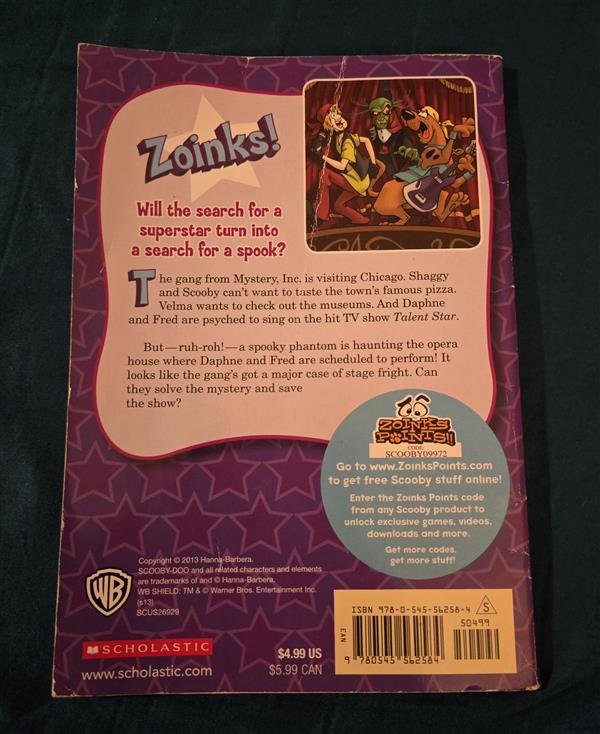 Zoinks!
Will the search for a
superstar turn into
a search for a spook?
The gang from Mystery, Inc. is visiting Chicago. Shaggy
and Scooby can't want to taste the town's famous pizza.
Velma wants to check out the museums. And Daphne
and Fred are psyched to sing on the hit TV show Talent Star.
But—ruh-roh!—a spooky phantom is haunting the opera
house where Daphne and Fred are scheduled to perform! It
looks like the gang's got a major case of stage fright. Can
they solve the mystery and save
the show?
ZOINKS
POINTS!!
CODE:
SCOOBY09972
Go to www.ZoinksPoints.com
to get free Scooby stuff online!
Enter the Zoinks Points code
from any Scooby product to
unlock exclusive games, videos,
downloads and more.
Get more codes,
get more stuff!
Copyright © 2013 Hanna-Barbera.
SCOOBY-DOO and all related characters and elements
are trademarks of and © Hanna-Barbera.
WB SHIELD: TM & © Warner Bros. Entertainment Inc.
(s13)
SCUS26929
WB
SCHOLASTIC
www.scholastic.com
$4.99 US
$5.99 CAN
ISBN 978-0-545-56258-4
S
50499
EAN
9 780545 562584